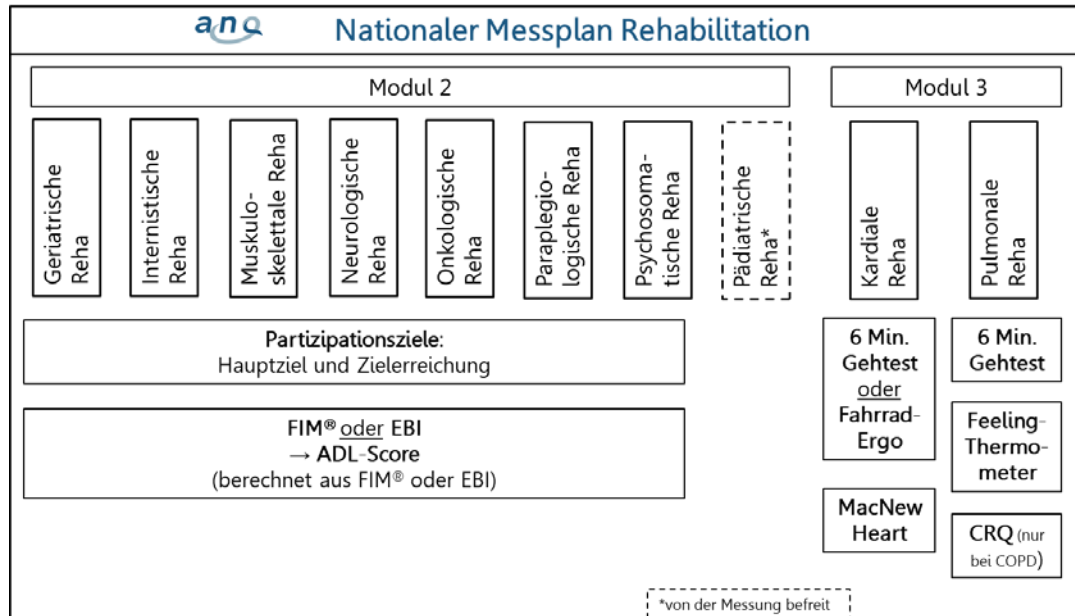 anq
Nationaler Messplan Rehabilitation
Modul 2
Modul 3
Geriatrische
Reha
Internistische
Reha
Muskulo-
skelettale Reha
Neurologische
Reha
Onkologische
Reha
Paraplegio-
logische Reha
Psychosoma-
tische Reha
Pädiatrische
Reha*
Kardiale
Reha
Pulmonale
Reha
Partizipationsziele:
Hauptziel und Zielerreichung
FIM® oder EBI
→ ADL-Score
(berechnet aus FIM® oder EBI)
6 Min.
Gehtest
oder
Fahrrad-
Ergo
MacNew
Heart
6 Min.
Gehtest
Feeling-
Thermo-
meter
CRQ (nur
bei COPD)
*von der Messung befreit